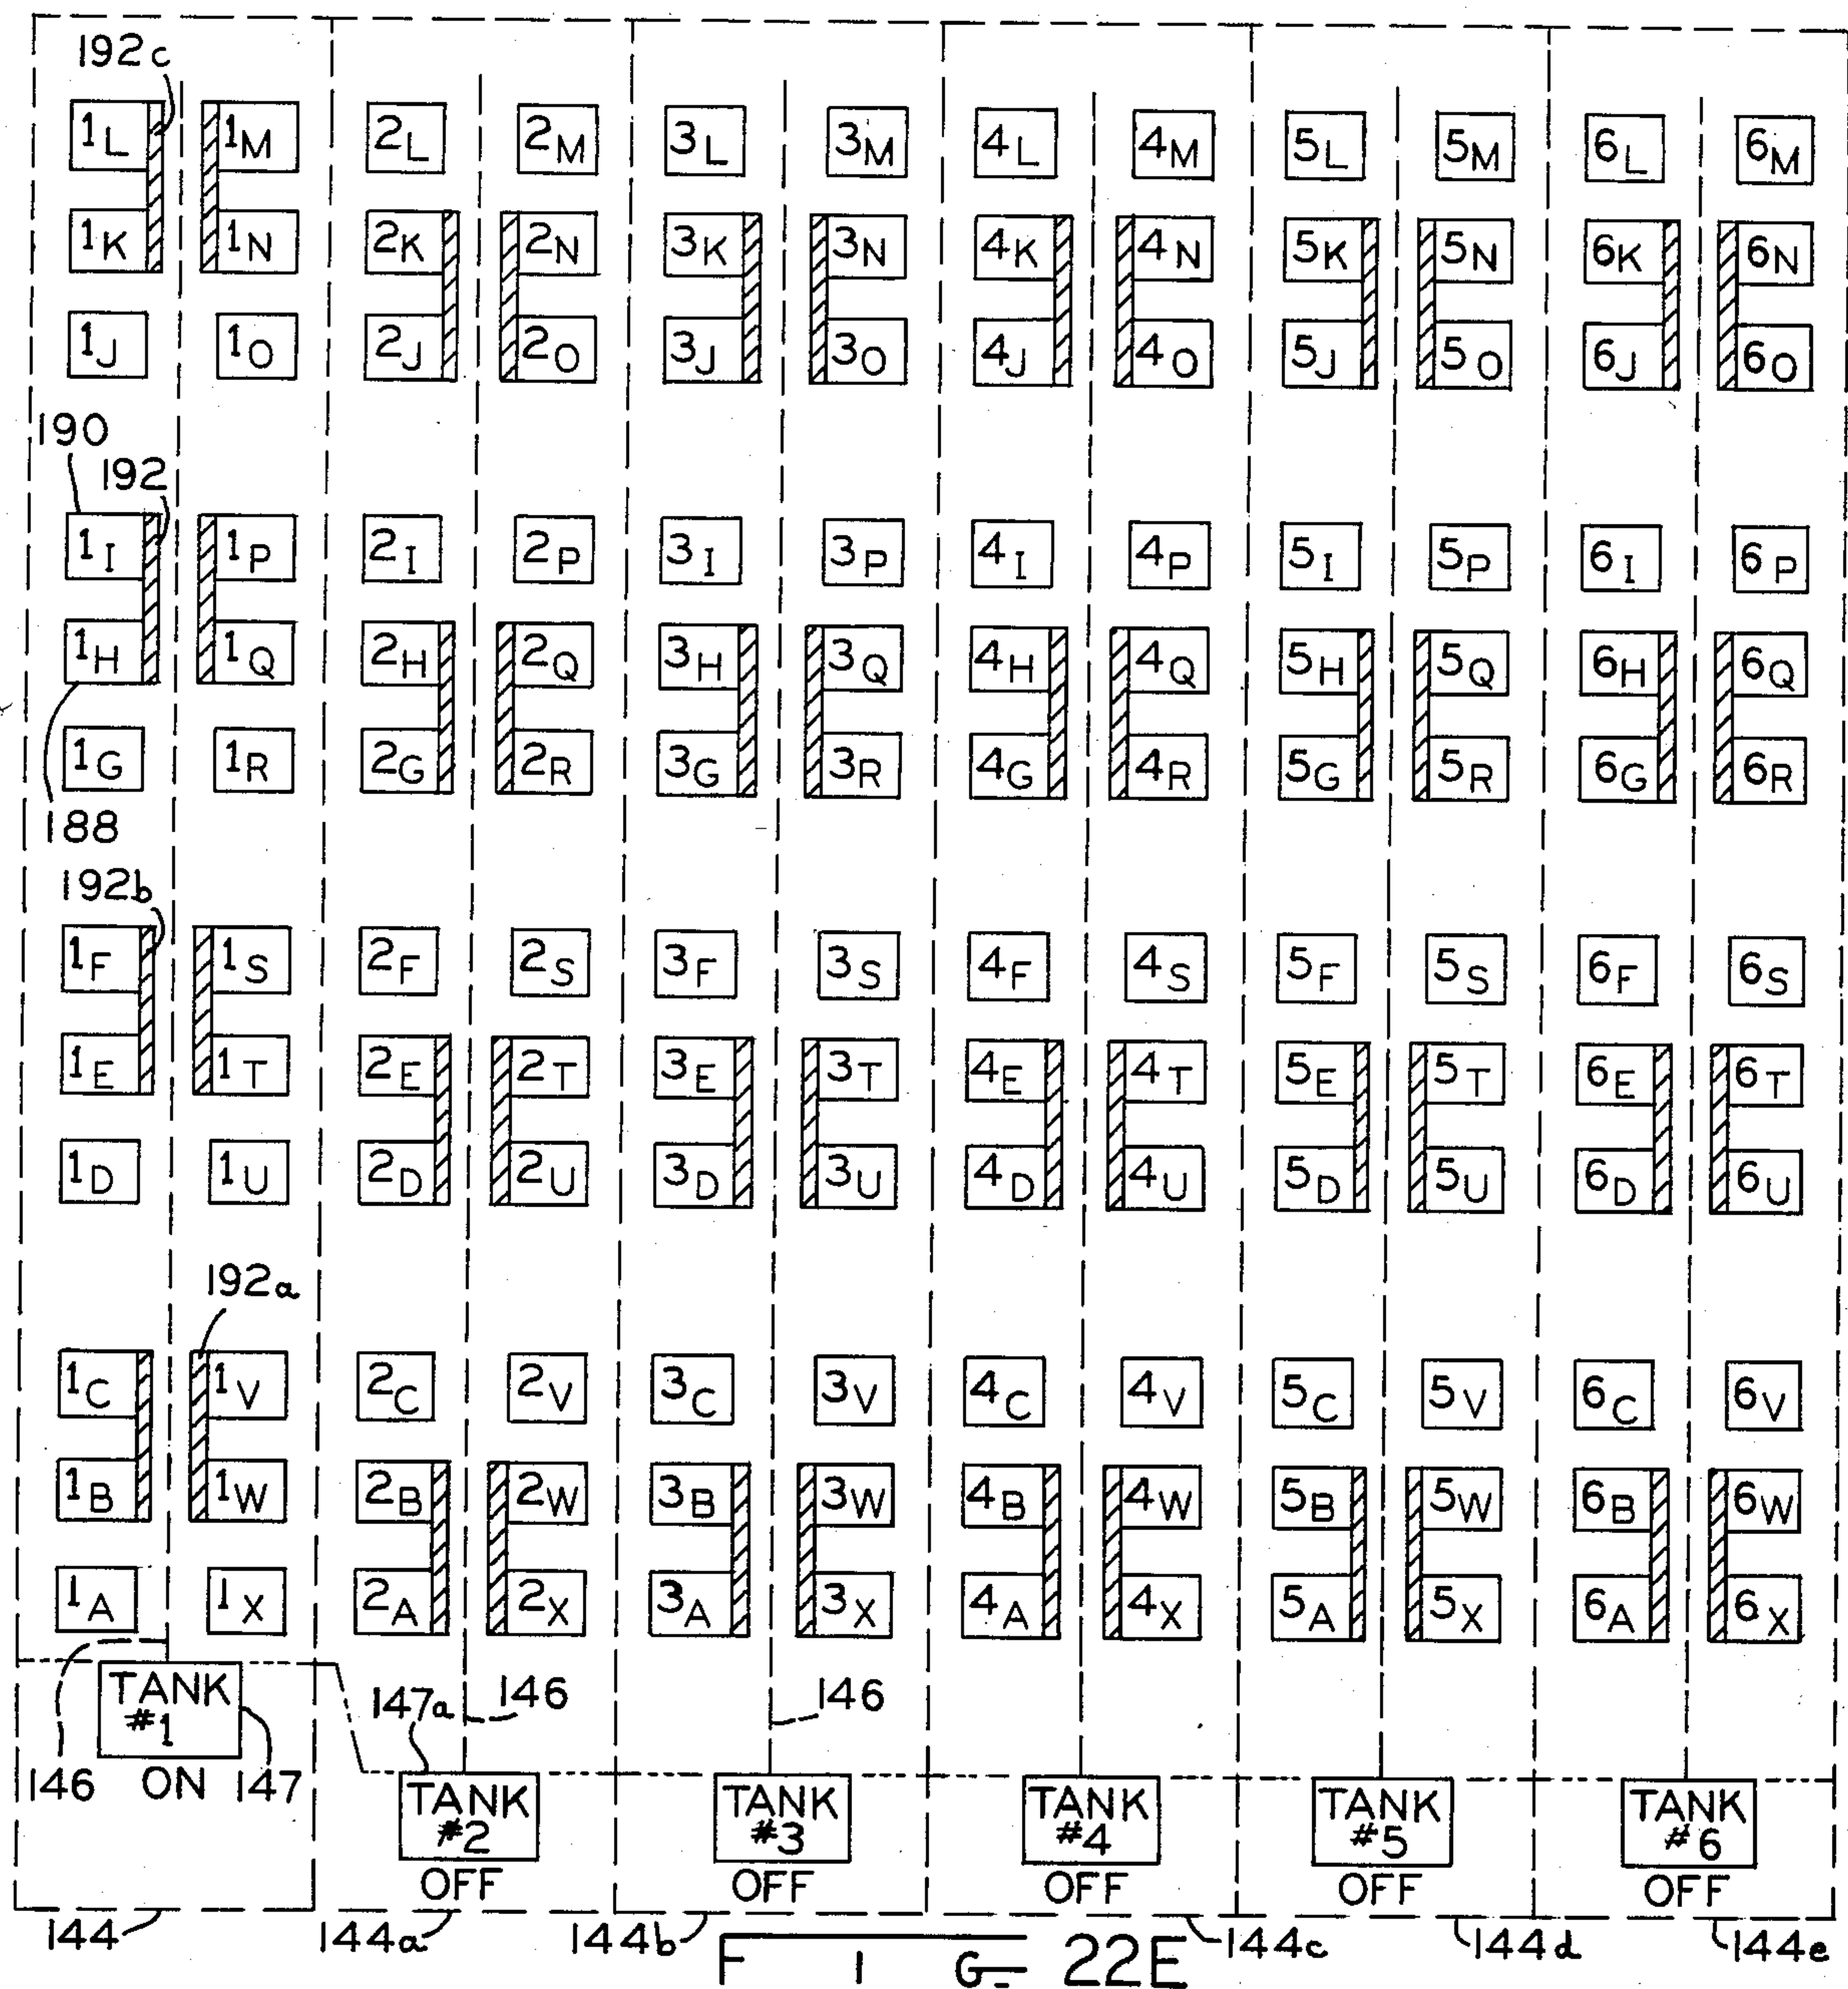 192c
1L 1M 2L 2M 3L 3M 4L 4M 5L 5M 6L 6M
1K 1N 2K 2N 3K 3N 4K 4N 5K 5N 6K 6N
1J 1O 2J 2O 3J 3O 4J 4O 5J 5O 6J 6O
190
192
1I 1P 2I 2P 3I 3P 4I 4P 5I 5P 6I 6P
1H 1Q 2H 2Q 3H 3Q 4H 4Q 5H 5Q 6H 6Q
1G 1R 2G 2R 3G 3R 4G 4R 5G 5R 6G 6R
188
192b
1F 1S 2F 2S 3F 3S 4F 4S 5F 5S 6F 6S
1E 1T 2E 2T 3E 3T 4E 4T 5E 5T 6E 6T
1D 1U 2D 2U 3D 3U 4D 4U 5D 5U 6D 6U
192a
1C 1V 2C 2V 3C 3V 4C 4V 5C 5V 6C 6V
1B 1W 2B 2W 3B 3W 4B 4W 5B 5W 6B 6W
1A 1X 2A 2X 3A 3X 4A 4X 5A 5X 6A 6X
147a 146 146
TANK
#1
146 ON 147
TANK TANK TANK TANK TANK
#2 #3 #4 #5 #6
OFF OFF OFF OFF OFF
144 144a 144b 144c 144d 144e
FIG- 22E